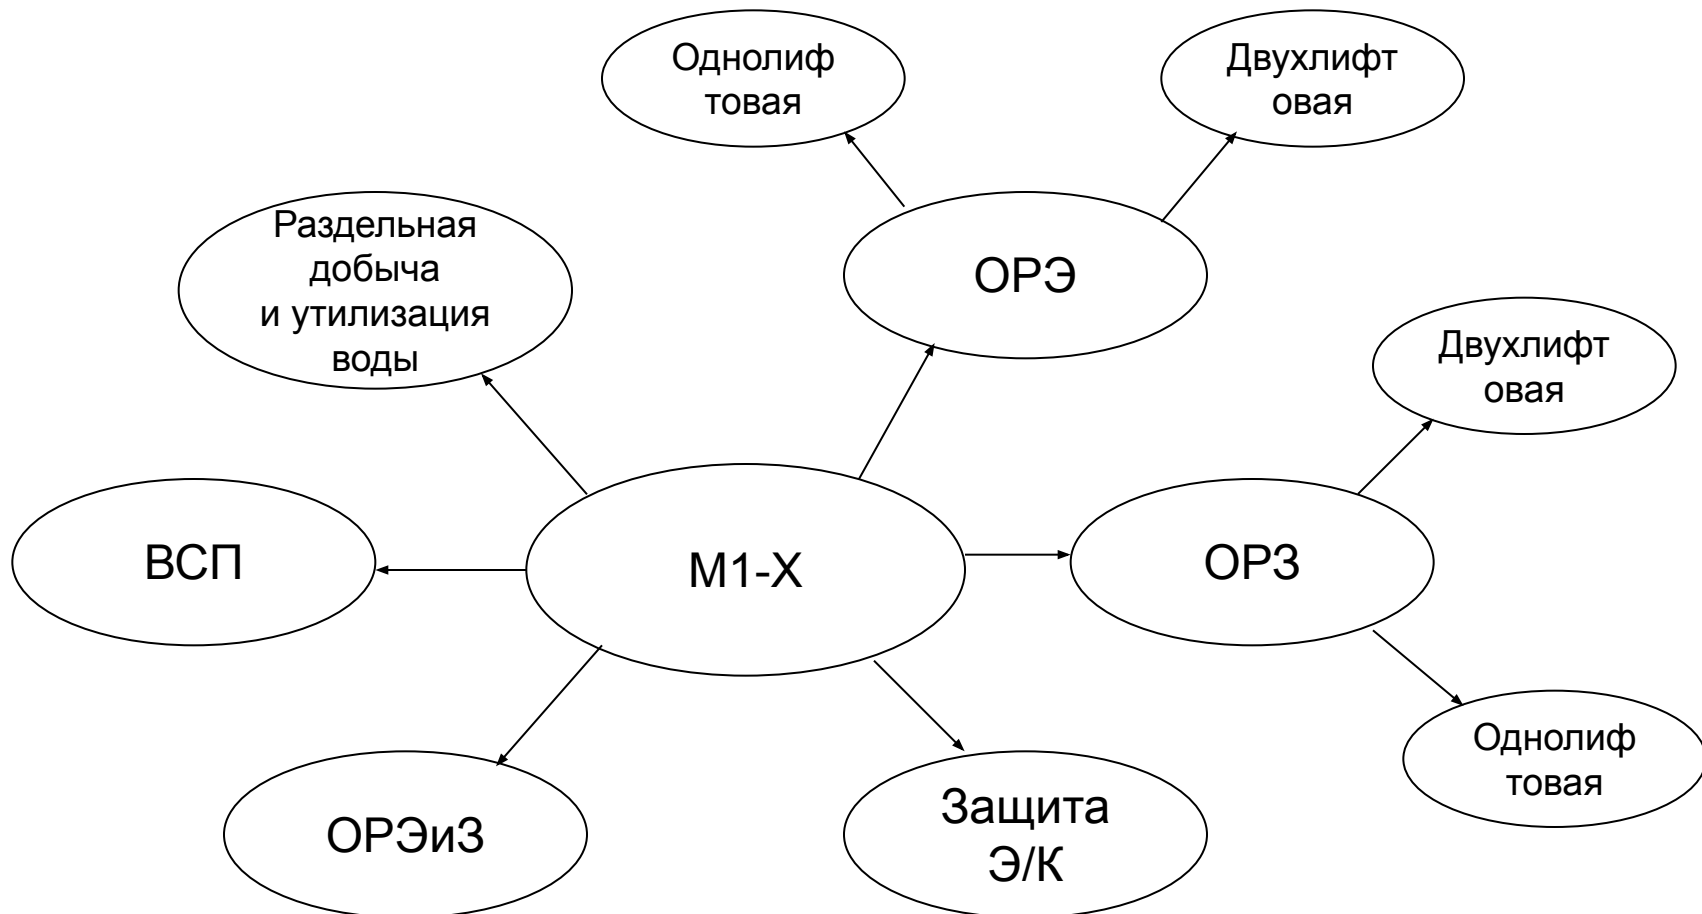 Однолиф
товая
Двухлифт
овая
Раздельная
добыча
и утилизация
воды
ОРЭ
Двухлифт
овая
ВСП
М1-Х
ОРЗ
Однолиф
товая
ОРЭиЗ
Защита
Э/К